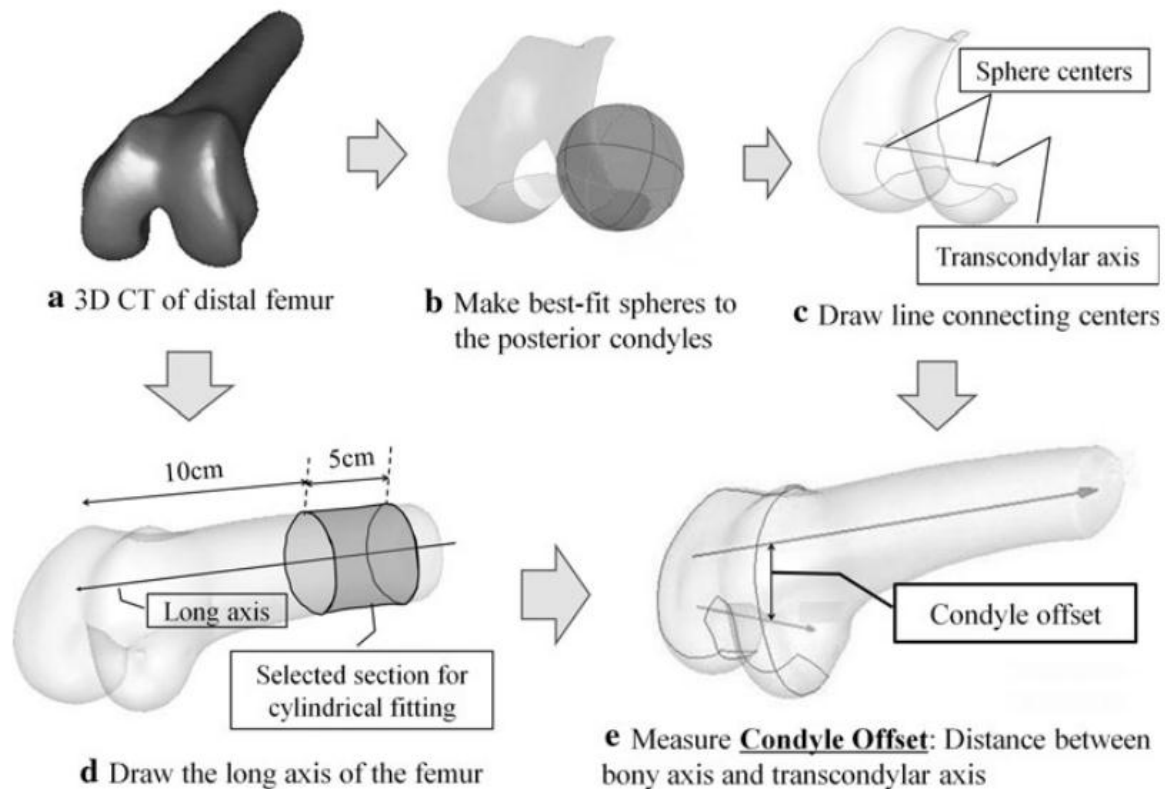 Sphere centers
Transcondylar axis
a 3D CT of distal femur
b Make best-fit spheres to
the posterior condyles
c Draw line connecting centers
10cm
5cm
Long axis
Selected section for
cylindrical fitting
d Draw the long axis of the femur
Condyle offset
e Measure Condyle Offset: Distance between
bony axis and transcondylar axis